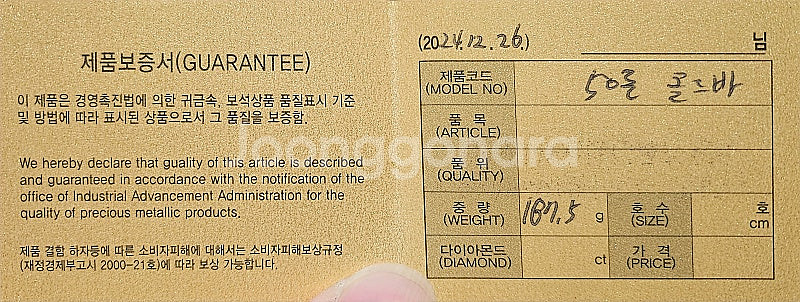 제품보증서(GUARANTEE)
이 제품은 경영촉진법에 의한 귀금속, 보석상품 품질표시 기준
및 방법에 따라 표시된 상품으로서 그 품질을 보증함.
We hereby declare that guality of this article is described
and guaranteed in accordance with the notification of the
office of Industrial Advancement Administration for the
quality of precious metallic products.
제품 결함 하자등에 따른 소비자피해에 대해서는 소비자피해보상규정
(재정경제부고시 2000-21호)에 따라 보상 가능합니다.
(2024.12.26.) 님
제품코드
(MODEL NO) 50돈 골드바
품 목
(ARTICLE)
품 위
(QUALITY)
중 량
(WEIGHT) 187.5 g 호 수
(SIZE) 호
cm
다이아몬드
(DIAMOND) ct 가 격
(PRICE)
joonggonara